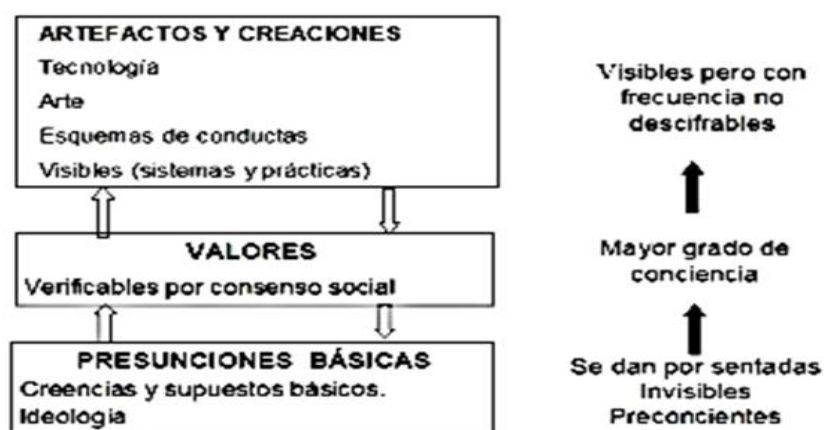 ARTEFACTOS Y CREACIONES
Tecnología
Arte
Esquemas de conductas
Visibles (sistemas y prácticas)
Visibles pero con
frecuencia no
descifrables
VALORES
Verificables por consenso social
Mayor grado de
conciencia
PRESUNCIONES BÁSICAS
Creencias y supuestos básicos.
Ideología
Se dan por sentadas
Invisibles
Preconcientes